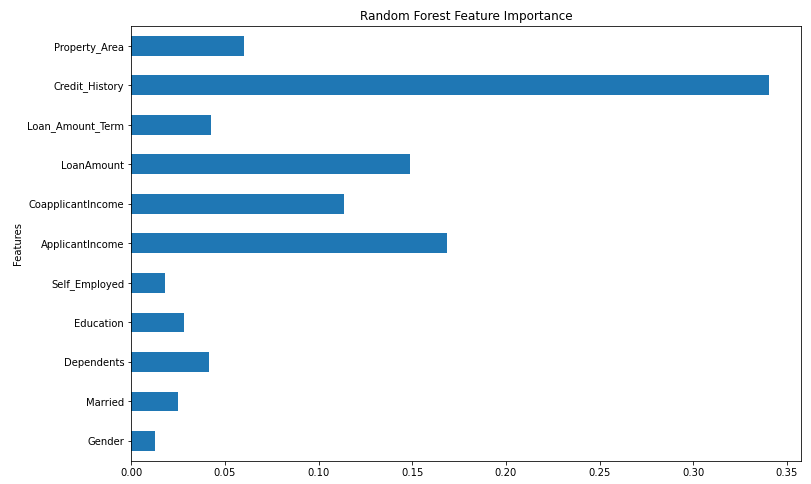 Random Forest Feature Importance
Property_Area
Credit_History
Loan_Amount_Term
LoanAmount
CoapplicantIncome
ApplicantIncome
Self_Employed
Education
Dependents
Married
Gender
Features
0.00 0.05 0.10 0.15 0.20 0.25 0.30 0.35